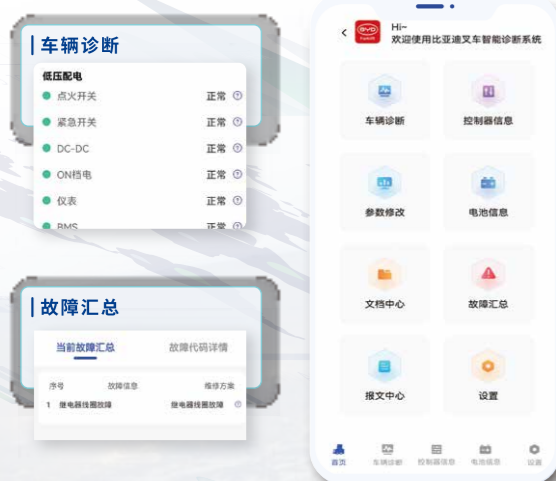 车辆诊断
低压配电
点火开关 正常
紧急开关 正常
DC-DC 正常
ON档电 正常
仪表 正常
BMS 正常
故障汇总
当前故障汇总 故障代码详情
序号 故障信息 维修方案
1 继电器线圈故障 继电器线圈故障
BYD
Hi~
欢迎使用比亚迪叉车智能诊断系统
车辆诊断 控制器信息
参数修改 电池信息
文档中心 故障汇总
报文中心 设置
首页 车辆诊断 控制器信息 电池信息 设置